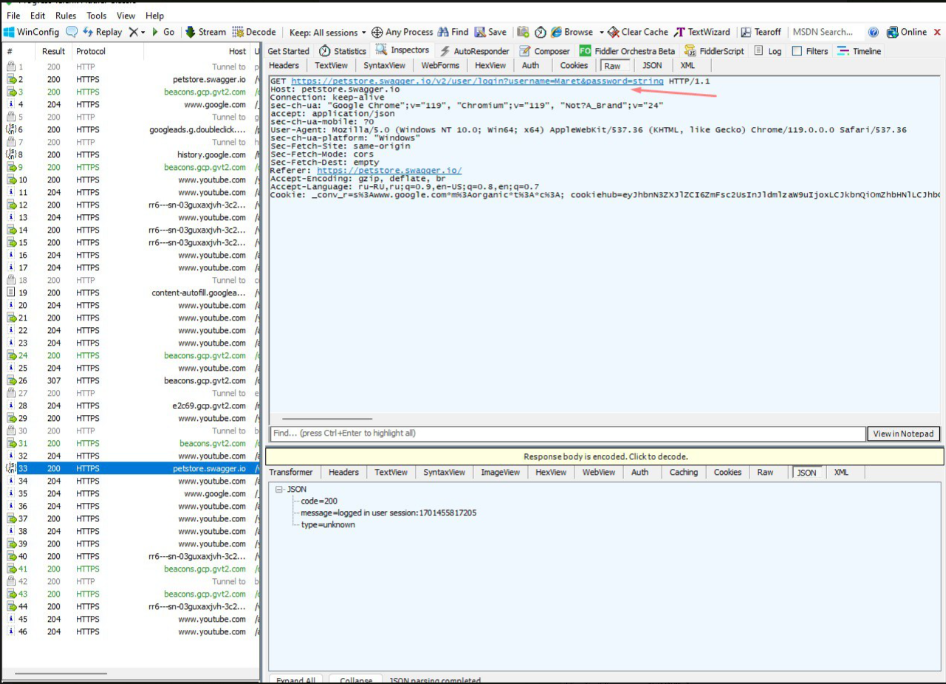 File Edit Rules Tools View Help
WinConfig Replay Go Stream Decode Keep: All sessions Any Process Find Save Browse Clear Cache TextWizard Tearoff MSDN Search... Online
# Result Protocol Host U
1 200 HTTP Tunnel to p
2 200 HTTPS petstore.swagger.io /
3 200 HTTPS beacons.gcp.gvt2.com /
4 204 HTTPS www.google.com /
5 200 HTTP Tunnel to
6 200 HTTPS googleads.g.doubleclick.... /
7 200 HTTP Tunnel to h
8 200 HTTPS history.google.com /
9 200 HTTPS beacons.gcp.gvt2.com /
10 200 HTTPS www.youtube.com /
11 204 HTTPS www.youtube.com /
12 200 HTTPS rr6---sn-03guxaxjvh-3c2... /
13 204 HTTPS www.youtube.com /
14 200 HTTPS rr6---sn-03guxaxjvh-3c2... /
15 200 HTTPS rr6---sn-03guxaxjvh-3c2... /
16 204 HTTPS www.youtube.com /
17 204 HTTPS www.youtube.com /
18 200 HTTP Tunnel to c
19 200 HTTPS content-autofill.googlea... /
20 204 HTTPS www.youtube.com /
21 200 HTTPS www.youtube.com /
22 204 HTTPS www.youtube.com /
23 204 HTTPS www.youtube.com /
24 200 HTTPS beacons.gcp.gvt2.com /
25 204 HTTPS www.youtube.com /
26 307 HTTPS beacons.gcp.gvt2.com /
27 200 HTTP Tunnel to e
28 204 HTTPS e2c69.gcp.gvt2.com /
29 200 HTTPS www.youtube.com /
30 200 HTTP Tunnel to b
31 200 HTTPS beacons.gvt2.com /
32 204 HTTPS www.youtube.com /
33 200 HTTPS petstore.swagger.io /
34 204 HTTPS www.youtube.com /
35 204 HTTPS www.google.com /
36 204 HTTPS www.youtube.com /
37 200 HTTPS www.youtube.com /
38 204 HTTPS www.youtube.com /
39 200 HTTPS www.youtube.com /
40 200 HTTPS rr6---sn-03guxaxjvh-3c2... /
41 200 HTTPS beacons.gcp.gvt2.com /
42 200 HTTP Tunnel to b
43 200 HTTPS beacons.gcp.gvt2.com /
44 200 HTTPS rr6---sn-03guxaxjvh-3c2... /
45 204 HTTPS www.youtube.com /
46 204 HTTPS www.youtube.com /
Get Started Statistics Inspectors AutoResponder Composer FO Fiddler Orchestra Beta FiddlerScript Log Filters Timeline
Headers TextView SyntaxView WebForms HexView Auth Cookies Raw JSON XML
GET https://petstore.swagger.io/v2/user/login?username=Maret&password=string HTTP/1.1
Host: petstore.swagger.io
Connection: keep-alive
sec-ch-ua: "Google Chrome";v="119", "Chromium";v="119", "Not?A_Brand";v="24"
accept: application/json
sec-ch-ua-mobile: ?0
User-Agent: Mozilla/5.0 (Windows NT 10.0; Win64; x64) AppleWebKit/537.36 (KHTML, like Gecko) Chrome/119.0.0.0 Safari/537.36
sec-ch-ua-platform: "Windows"
Sec-Fetch-Site: same-origin
Sec-Fetch-Mode: cors
Sec-Fetch-Dest: empty
Referer: https://petstore.swagger.io/
Accept-Encoding: gzip, deflate, br
Accept-Language: ru-RU,ru;q=0.9,en-US;q=0.8,en;q=0.7
Find... (press Ctrl+Enter to highlight all) View in Notepad
Response body is encoded. Click to decode.
Transformer Headers TextView SyntaxView ImageView HexView WebView Auth Caching Cookies Raw JSON XML
JSON
code=200
message=logged in user session:1701455817205
type=unknown
Expand All Collapse JSON parsing completed.